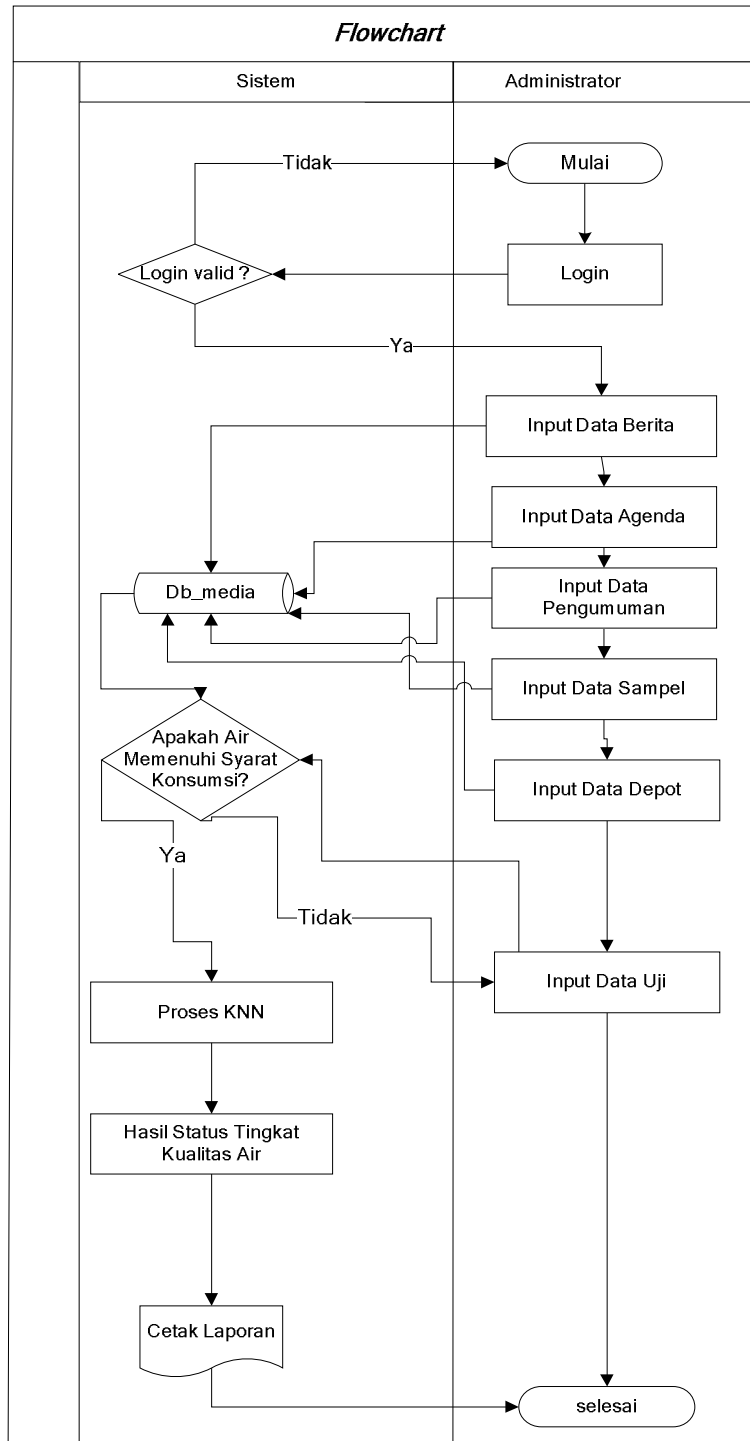 Flowchart
Sistem
Administrator
Tidak
Mulai
Login valid ?
Login
Ya
Input Data Berita
Input Data Agenda
Db_media
Input Data
Pengumuman
Input Data Sampel
Apakah Air
Memenuhi Syarat
Konsumsi?
Input Data Depot
Ya
Tidak
Input Data Uji
Proses KNN
Hasil Status Tingkat
Kualitas Air
Cetak Laporan
selesai